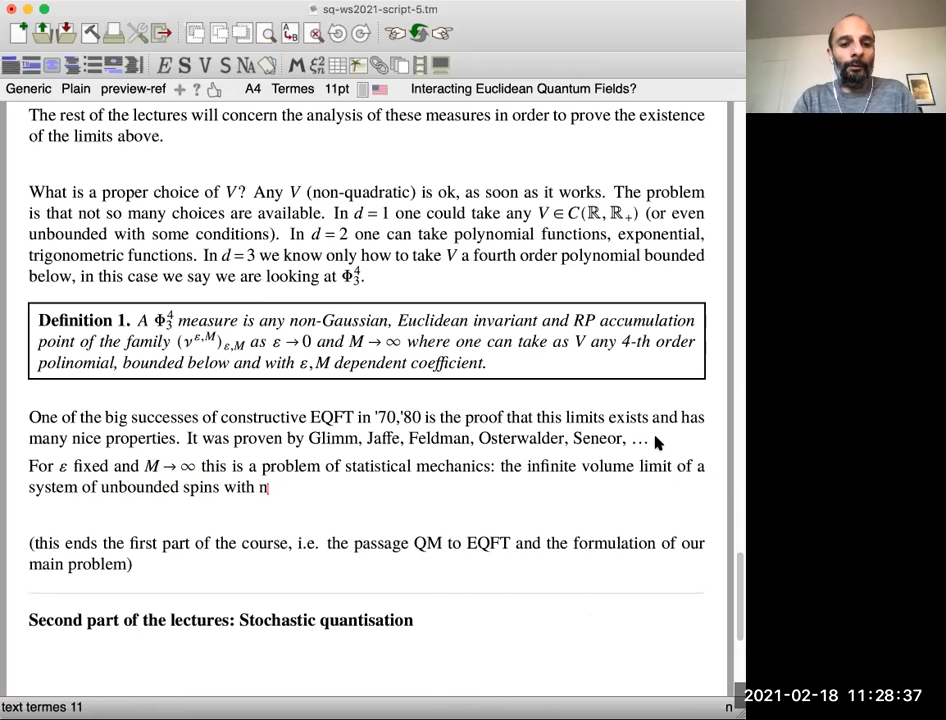 sq-ws2021-script-5.tm
E S V S NA M £Ω
Generic Plain preview-ref + ? A4 Termes 11pt Interacting Euclidean Quantum Fields?
The rest of the lectures will concern the analysis of these measures in order to prove the existence
of the limits above.
What is a proper choice of V? Any V (non-quadratic) is ok, as soon as it works. The problem
is that not so many choices are available. In d = 1 one could take any V ∈ C(ℝ, ℝ₊) (or even
unbounded with some conditions). In d = 2 one can take polynomial functions, exponential,
trigonometric functions. In d = 3 we know only how to take V a fourth order polynomial bounded
below, in this case we say we are looking at Φ⁴₃.
Definition 1. A Φ⁴₃ measure is any non-Gaussian, Euclidean invariant and RP accumulation
point of the family (ν^{ε,M})_{ε,M} as ε → 0 and M → ∞ where one can take as V any 4-th order
polinomial, bounded below and with ε, M dependent coefficient.
One of the big successes of constructive EQFT in '70,'80 is the proof that this limits exists and has
many nice properties. It was proven by Glimm, Jaffe, Feldman, Osterwalder, Seneor, …
For ε fixed and M → ∞ this is a problem of statistical mechanics: the infinite volume limit of a
system of unbounded spins with n
(this ends the first part of the course, i.e. the passage QM to EQFT and the formulation of our
main problem)
Second part of the lectures: Stochastic quantisation
text termes 11 n
2021-02-18 11:28:37